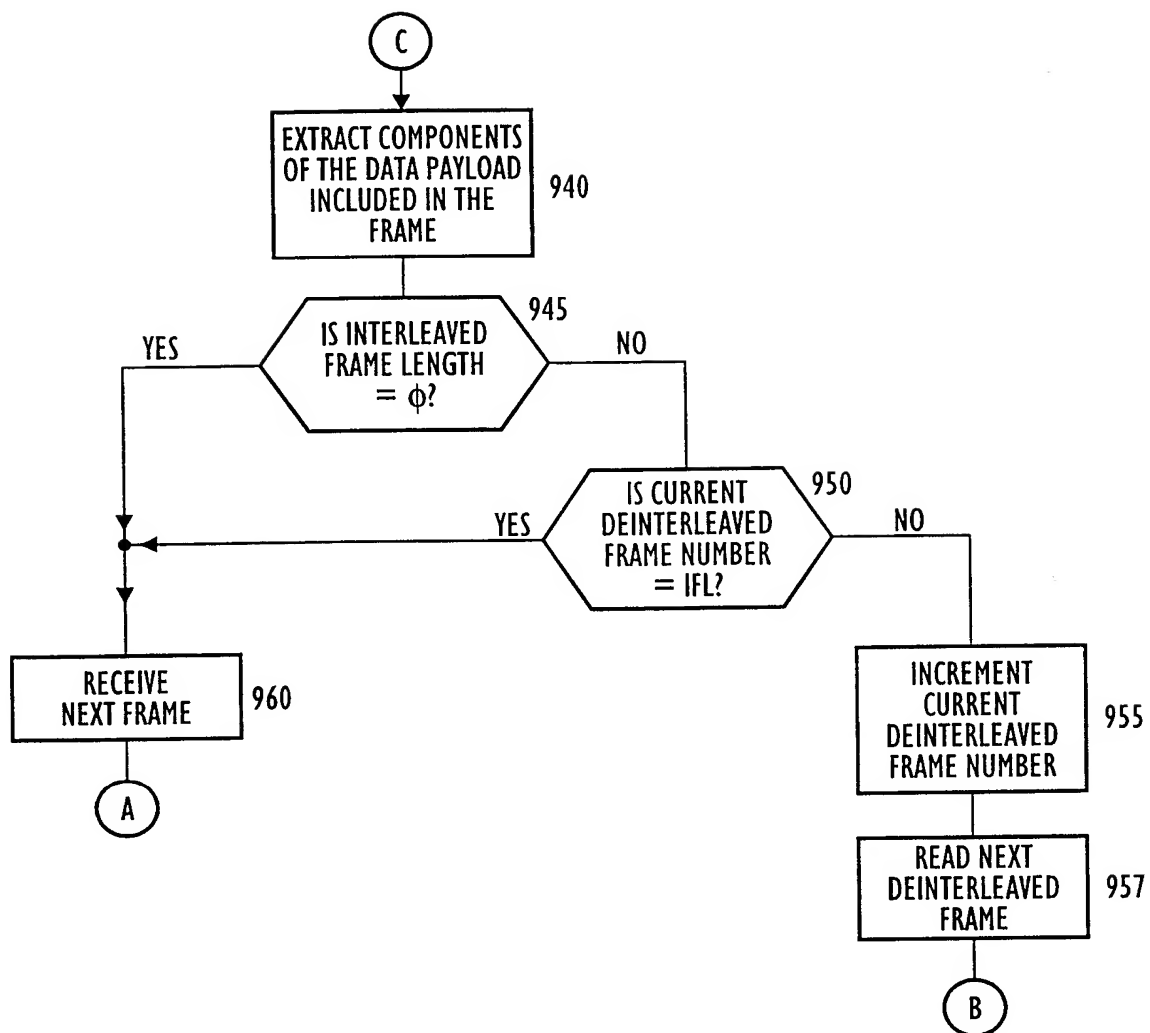 C
EXTRACT COMPONENTS
OF THE DATA PAYLOAD
INCLUDED IN THE
FRAME
940
945
IS INTERLEAVED
FRAME LENGTH
= ϕ?
YES
NO
950
IS CURRENT
DEINTERLEAVED
FRAME NUMBER
= IFL?
YES
NO
RECEIVE
NEXT FRAME
960
INCREMENT
CURRENT
DEINTERLEAVED
FRAME NUMBER
955
A
READ NEXT
DEINTERLEAVED
FRAME
957
B